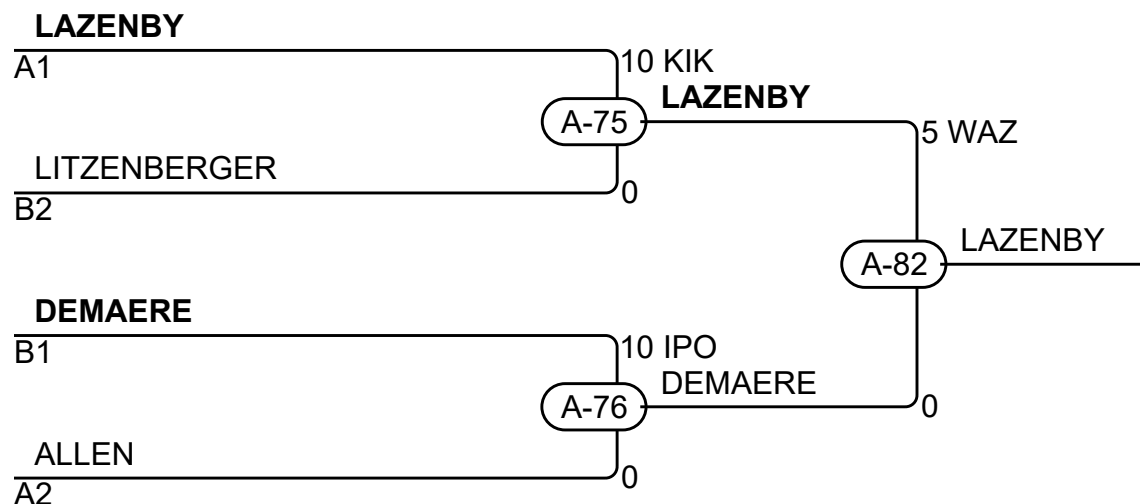 LAZENBY
A1
10 KIK
LAZENBY
A-75
5 WAZ
LITZENBERGER
B2
0
LAZENBY
A-82
DEMAERE
B1
10 IPO
DEMAERE
A-76
0
ALLEN
A2
0